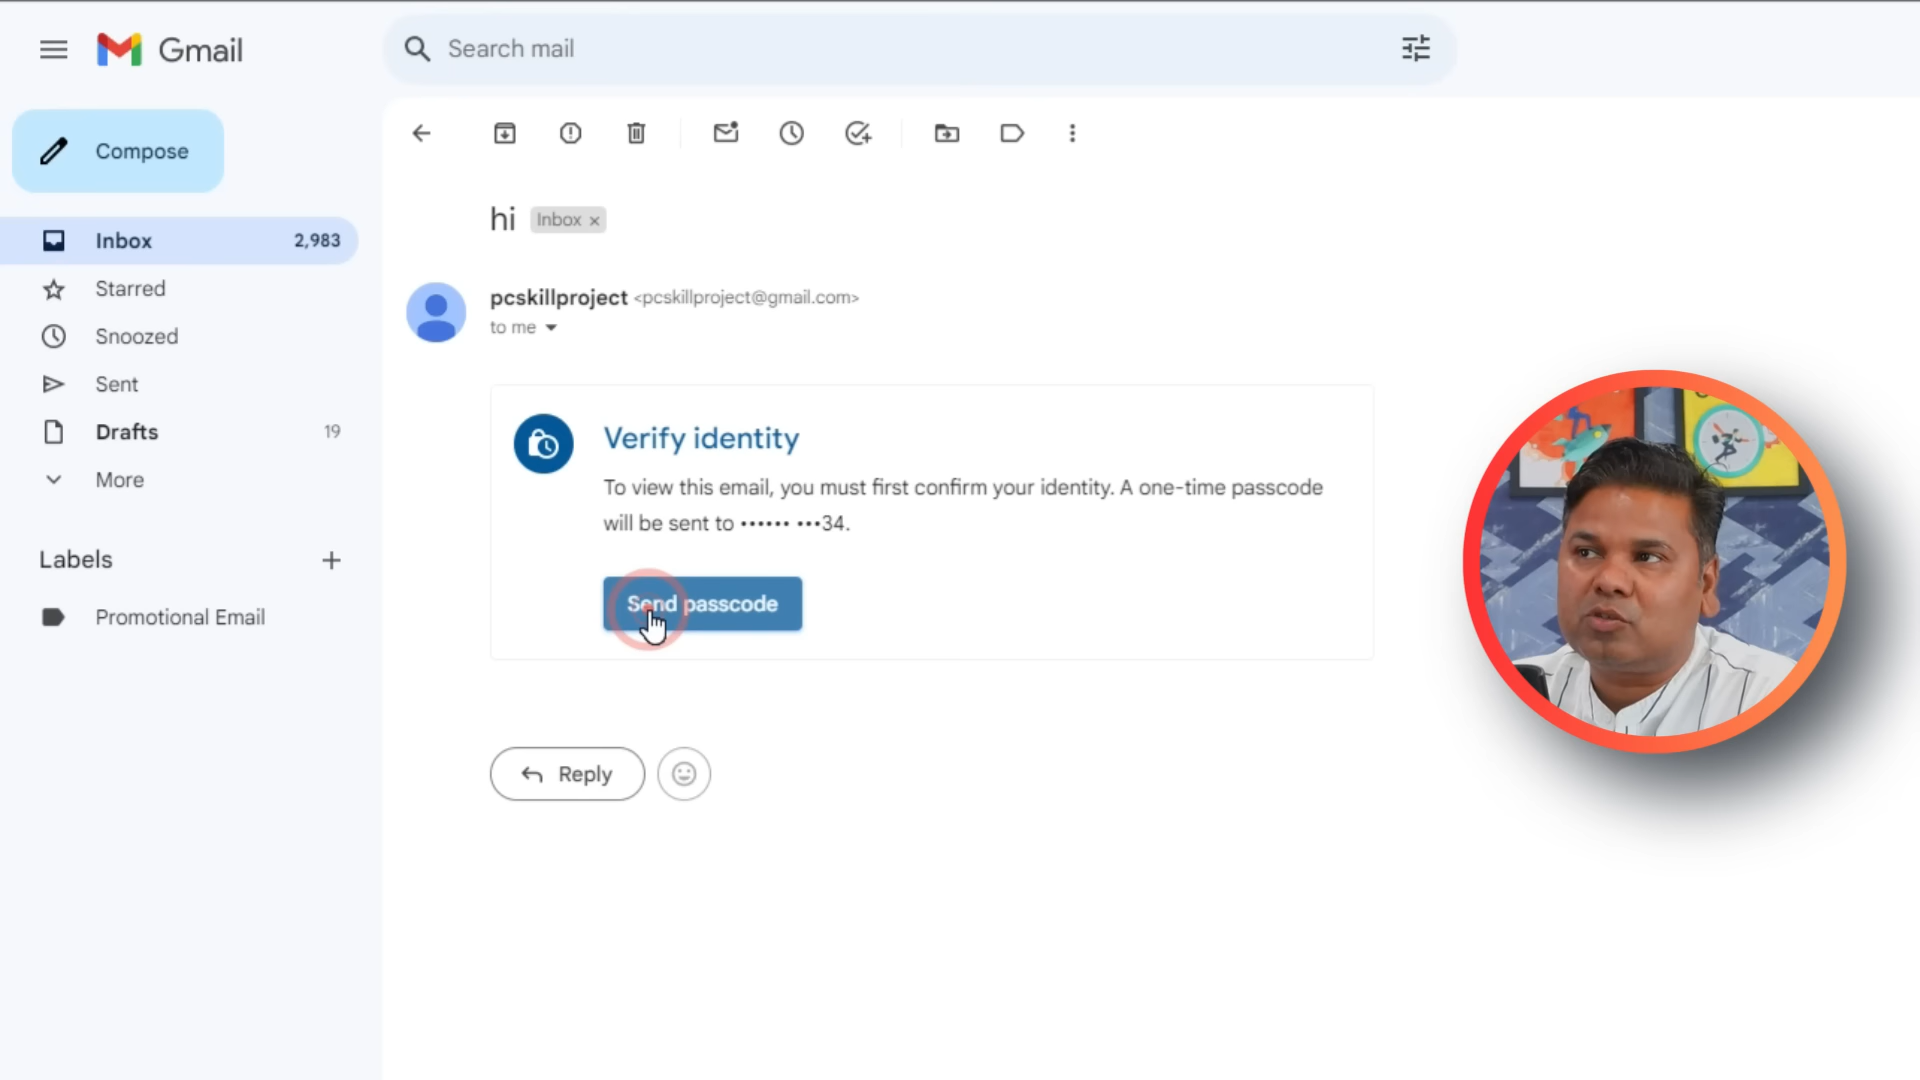 Gmail
Search mail
Compose
Inbox 2,983
Starred
Snoozed
Sent
Drafts 19
More
Labels
Promotional Email
hi Inbox ×
pcskillproject <pcskillproject@gmail.com>
to me
Verify identity
To view this email, you must first confirm your identity. A one-time passcode
will be sent to •••••• •••34.
Send passcode
Reply